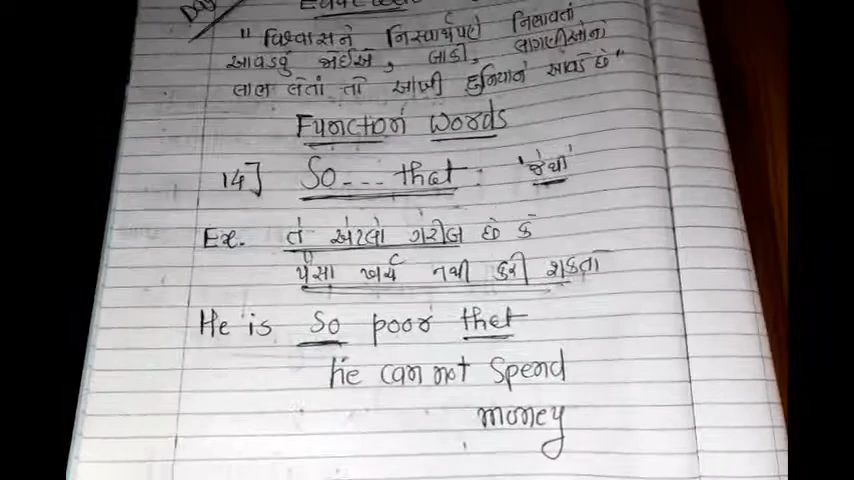 Day
" વિશ્વાસને નિસ્વાર્થપણે નિભાવતાં
આવડવું જોઈએ, બાકી, લાગણીઓનો
લાભ લેતાં તો આખી દુનિયાને આવડે છે"
Function Words
14] So --- that : 'જેથી'
Ex. તે એટલો ગરીબ છે કે
પૈસા ખર્ચ નથી કરી શકતો
He is So poor that
he can not Spend
money